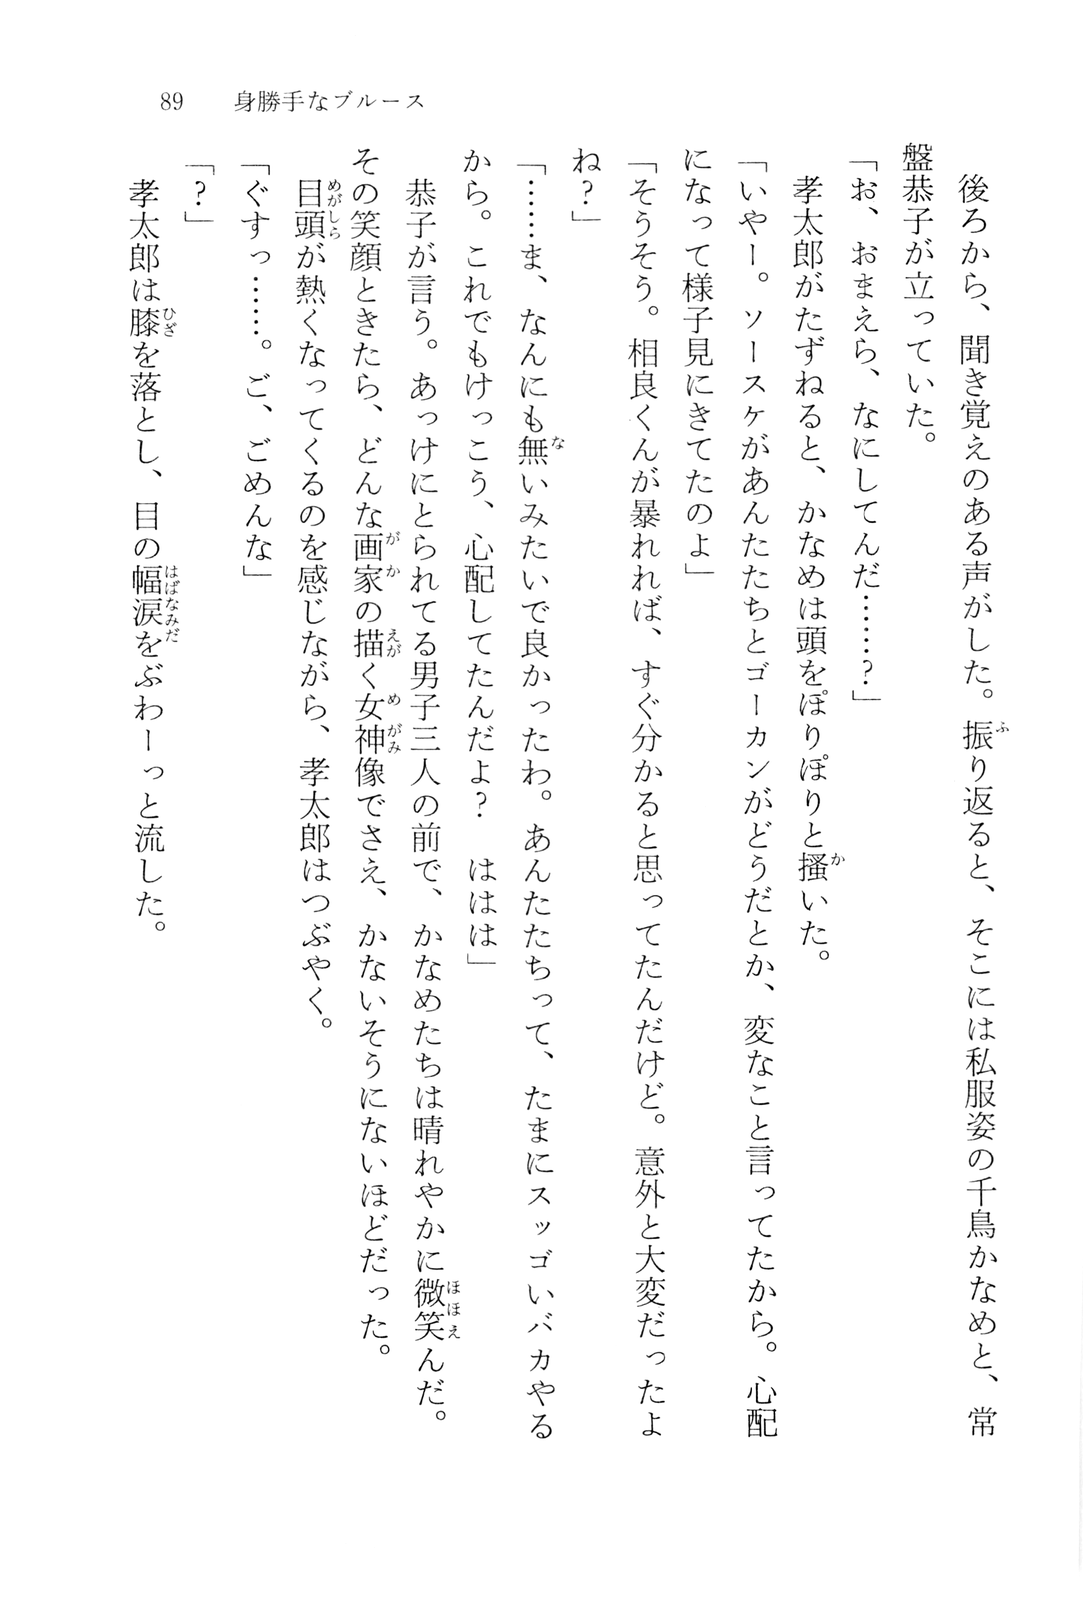 89　身勝手なブルース
　後ろから、聞き覚えのある声がした。振り返ると、そこには私服姿の千鳥かなめと、常
盤恭子が立っていた。
「お、おまえら、なにしてんだ……？」
　孝太郎がたずねると、かなめは頭をぽりぽりと掻いた。
「いやー。ソースケがあんたたちとゴーカンがどうだとか、変なこと言ってたから。心配
になって様子見にきてたのよ」
「そうそう。相良くんが暴れれば、すぐ分かると思ってたんだけど。意外と大変だったよ
ね？」
「……ま、なんにも無いみたいで良かったわ。あんたたちって、たまにスッゴいバカやる
から。これでもけっこう、心配してたんだよ？　ははは」
　恭子が言う。あっけにとられてる男子三人の前で、かなめたちは晴れやかに微笑んだ。
その笑顔ときたら、どんな画家の描く女神像でさえ、かないそうにないほどだった。
　目頭が熱くなってくるのを感じながら、孝太郎はつぶやく。
「ぐすっ……。ご、ごめんな」
「？」
　孝太郎は膝を落とし、目の幅涙をぶわーっと流した。